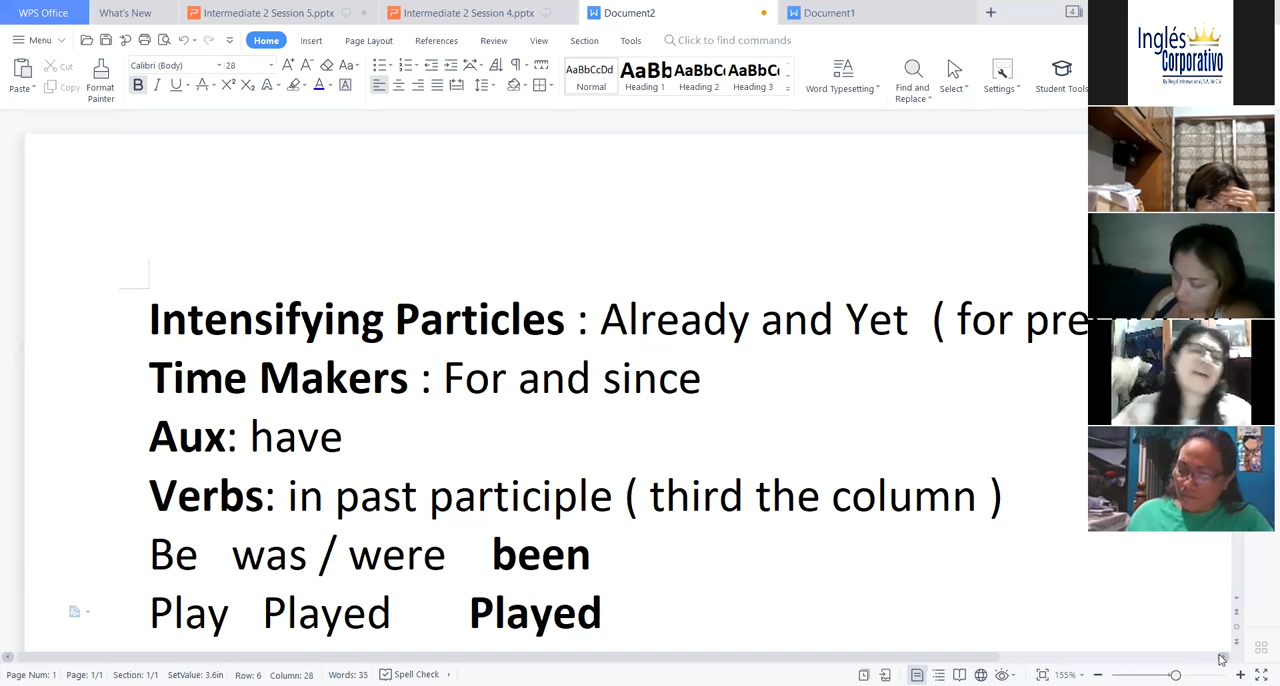 WPS Office
What's New
Intermediate 2 Session 5.pptx
Intermediate 2 Session 4.pptx
Document2
Document1
4
Menu
Home
Insert
Page Layout
References
Review
View
Section
Tools
Click to find commands
Paste
Cut
Copy
Format Painter
Calibri (Body)
28
AaBbCcDd
Normal
AaBb
Heading 1
AaBbC
Heading 2
AaBbC
Heading 3
Word Typesetting
Find and Replace
Select
Settings
Student Tools
Inglés
Corporativo
Intensifying Particles : Already and Yet ( for pre
Time Makers : For and since
Aux: have
Verbs: in past participle ( third the column )
Be was / were been
Play Played Played
Page Num: 1 Page: 1/1 Section: 1/1 SetValue: 3.6in Row: 6 Column: 28 Words: 35 Spell Check
155%